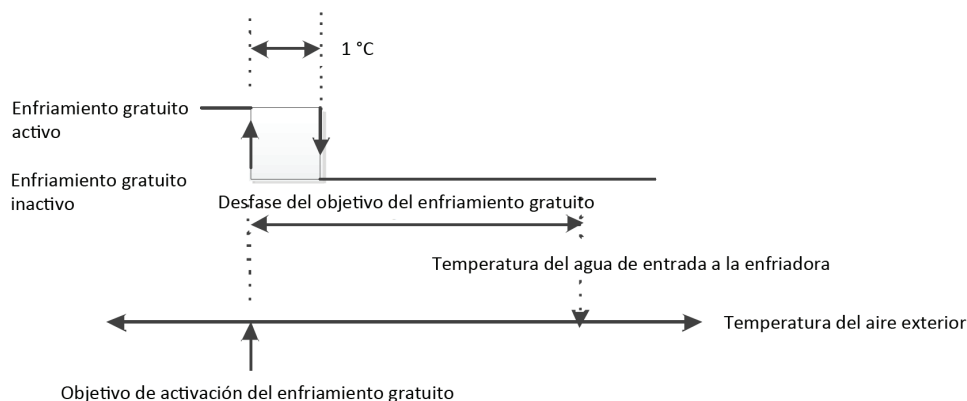 1 °C
Enfriamiento gratuito
activo
Enfriamiento gratuito
inactivo
Desfase del objetivo del enfriamiento gratuito
Temperatura del agua de entrada a la enfriadora
Temperatura del aire exterior
Objetivo de activación del enfriamiento gratuito